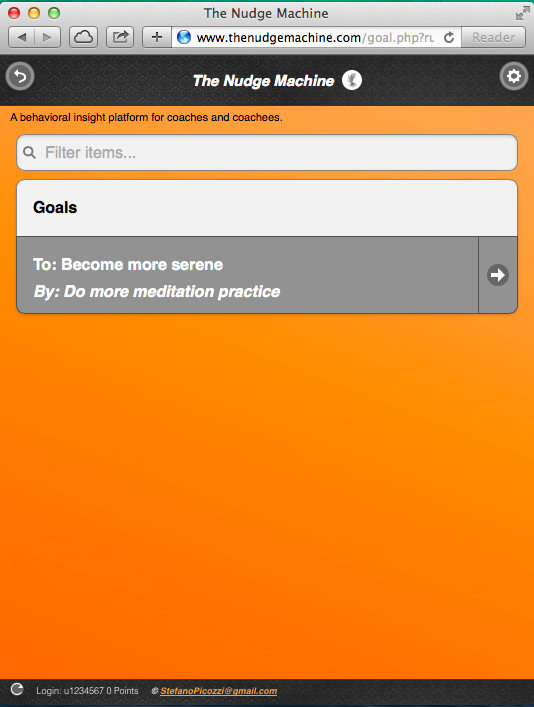 The Nudge Machine
www.thenudgemachine.com/goal.php?ru
Reader
The Nudge Machine
A behavioral insight platform for coaches and coachees.
Filter items...
Goals
To: Become more serene
By: Do more meditation practice
Login: u1234567 0 Points © StefanoPicozzi@gmail.com